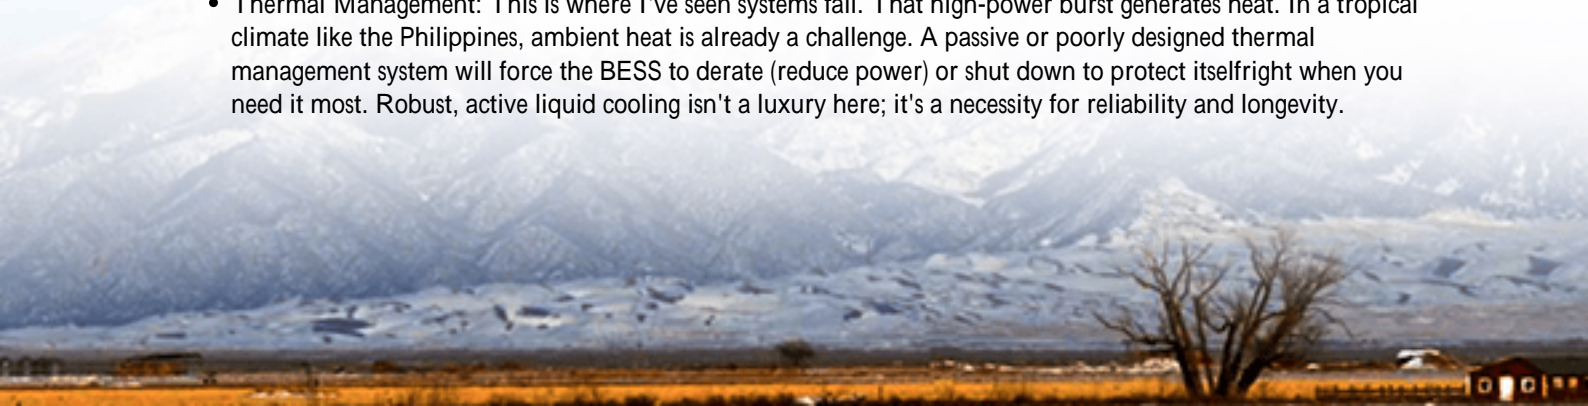 • Thermal Management: This is where I've seen systems fail. That high-power burst generates heat. In a tropical
climate like the Philippines, ambient heat is already a challenge. A passive or poorly designed thermal
management system will force the BESS to derate (reduce power) or shut down to protect itselfright when you
need it most. Robust, active liquid cooling isn't a luxury here; it's a necessity for reliability and longevity.